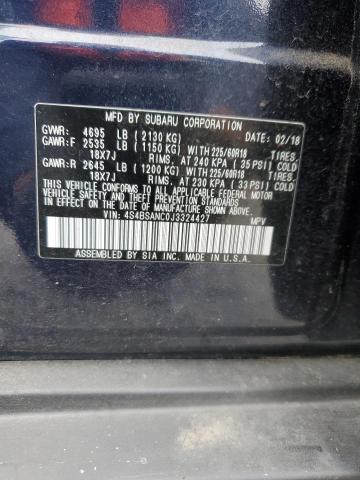 MFD BY SUBARU CORPORATION
GVWR: 4695 LB (2130 KG) DATE: 02/18
GAWR:F 2535 LB (1150 KG) WITH 225/60R18 TIRES.
18X7J RIMS. AT 240 KPA (35 PSI) COLD
GAWR:R 2645 LB (1200 KG) WITH 225/60R18 TIRES.
18X7J RIMS. AT 230 KPA (33 PSI) COLD
THIS VEHICLE CONFORMS TO ALL APPLICABLE FEDERAL MOTOR
VEHICLE SAFETY AND THEFT PREVENTION STANDARDS
IN EFFECT ON THE DATE OF MANUFACTURE SHOWN ABOVE.
VIN: 4S4BSANC0J3324427 MPV
ASSEMBLED BY SIA INC. MADE IN U.S.A.